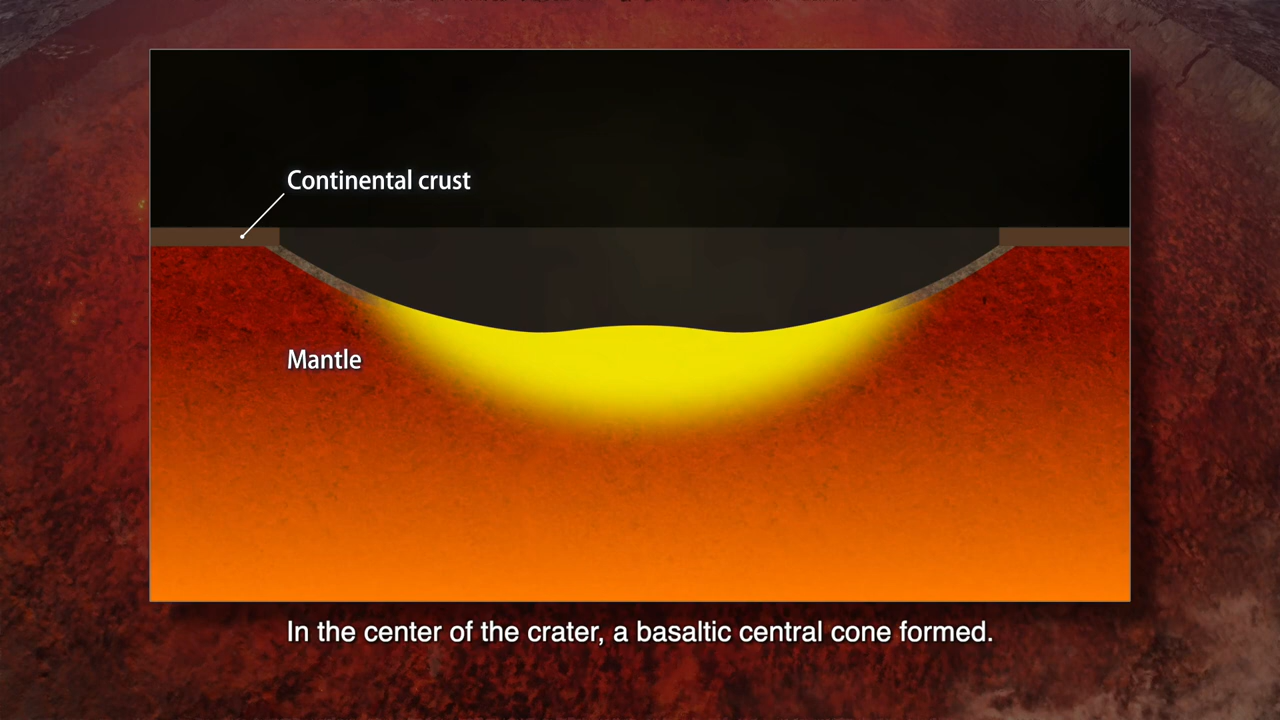 Continental crust
Mantle
In the center of the crater, a basaltic central cone formed.